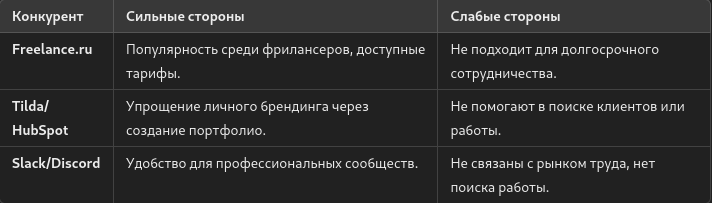 Конкурент Сильные стороны Слабые стороны
Freelance.ru Популярность среди фрилансеров, доступные Не подходит для долгосрочного
тарифы. сотрудничества.
Tilda/ Упрощение личного брендинга через Не помогают в поиске клиентов или
HubSpot создание портфолио. работы.
Slack/Discord Удобство для профессиональных сообществ. Не связаны с рынком труда, нет
поиска работы.